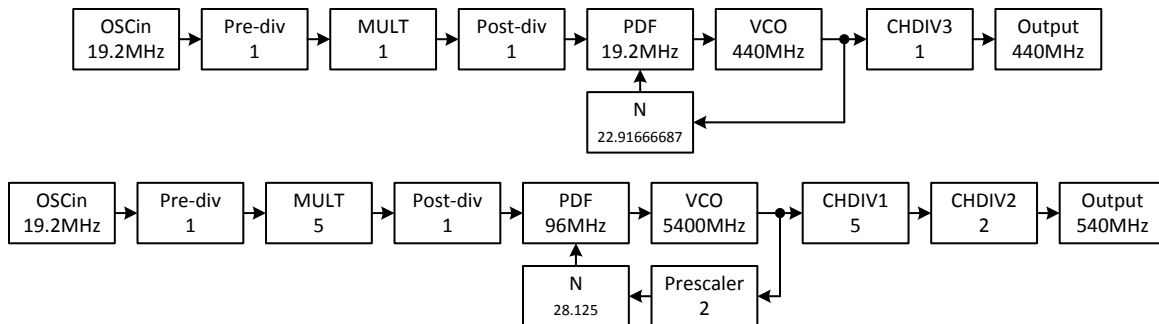 OSCin
19.2MHz
Pre-div
1
MULT
1
Post-div
1
PDF
19.2MHz
VCO
440MHz
CHDIV3
1
Output
440MHz
N
22.91666687
OSCin
19.2MHz
Pre-div
1
MULT
5
Post-div
1
PDF
96MHz
VCO
5400MHz
CHDIV1
5
CHDIV2
2
Output
540MHz
N
28.125
Prescaler
2